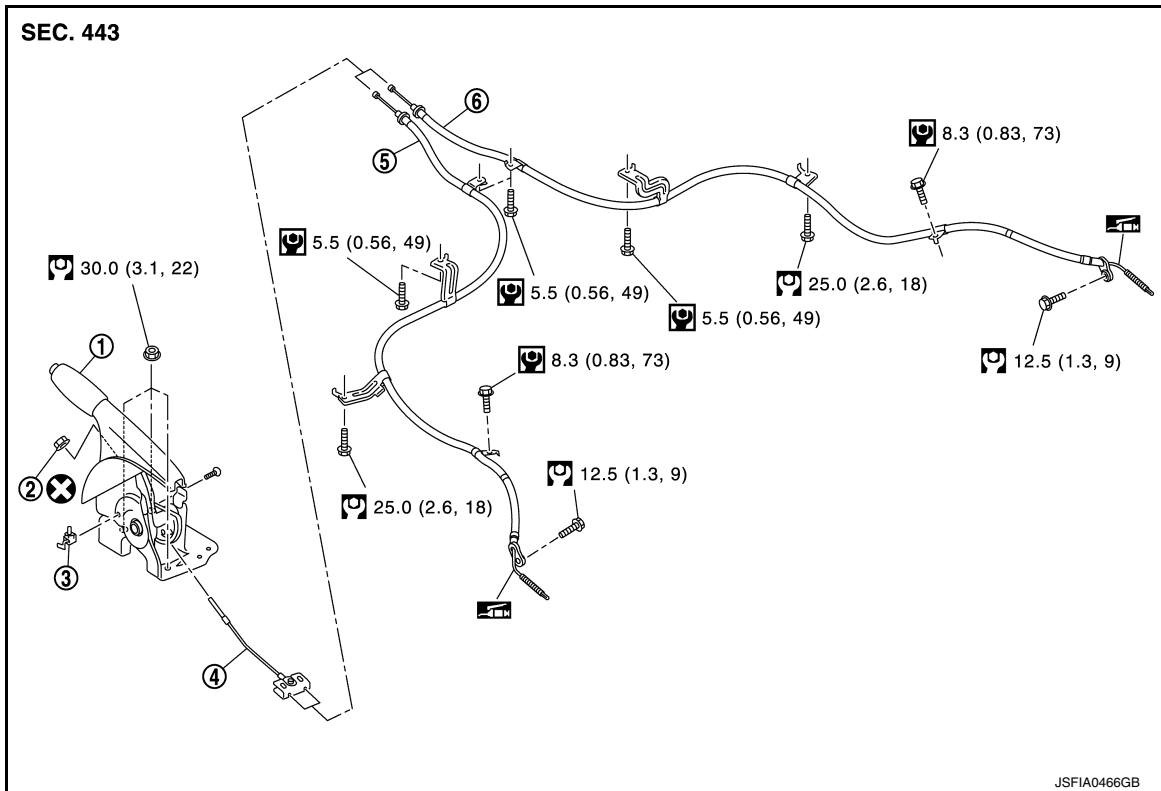 SEC. 443
⑥
8.3 (0.83, 73)
⑤
5.5 (0.56, 49)
30.0 (3.1, 22)
5.5 (0.56, 49)
25.0 (2.6, 18)
5.5 (0.56, 49)
①
8.3 (0.83, 73)
12.5 (1.3, 9)
②
12.5 (1.3, 9)
25.0 (2.6, 18)
③
④
JSFIA0466GB